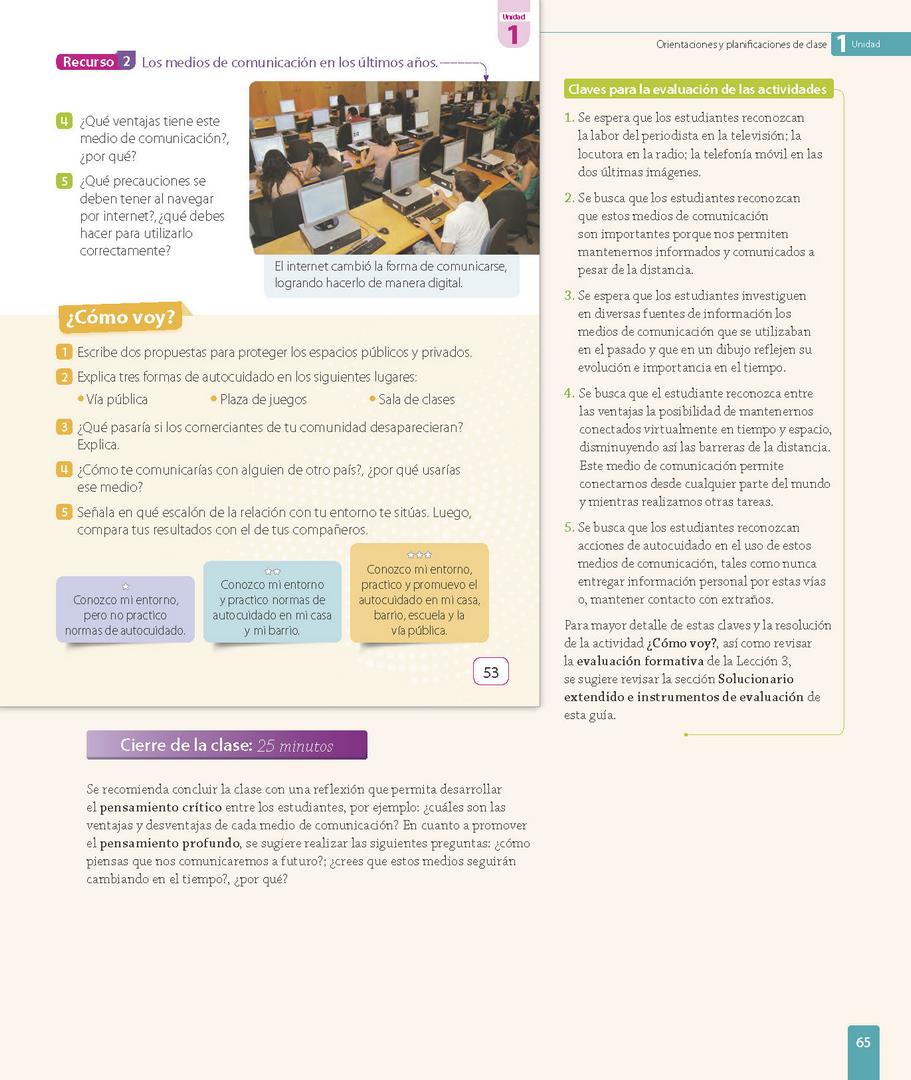 Unidad
1
Recurso 2 Los medios de comunicación en los últimos años.
4 ¿Qué ventajas tiene este
medio de comunicación?,
¿por qué?
5 ¿Qué precauciones se
deben tener al navegar
por internet?, ¿qué debes
hacer para utilizarlo
correctamente?
El internet cambió la forma de comunicarse,
logrando hacerlo de manera digital.
¿Cómo voy?
1 Escribe dos propuestas para proteger los espacios públicos y privados.
2 Explica tres formas de autocuidado en los siguientes lugares:
• Vía pública • Plaza de juegos • Sala de clases
3 ¿Qué pasaría si los comerciantes de tu comunidad desaparecieran?
Explica.
4 ¿Cómo te comunicarías con alguien de otro país?, ¿por qué usarías
ese medio?
5 Señala en qué escalón de la relación con tu entorno te sitúas. Luego,
compara tus resultados con el de tus compañeros.
Conozco mi entorno,
pero no practico
normas de autocuidado.
Conozco mi entorno
y practico normas de
autocuidado en mi casa
y mi barrio.
Conozco mi entorno,
practico y promuevo el
autocuidado en mi casa,
barrio, escuela y la
vía pública.
53
Cierre de la clase: 25 minutos
Se recomienda concluir la clase con una reflexión que permita desarrollar
el pensamiento crítico entre los estudiantes, por ejemplo: ¿cuáles son las
ventajas y desventajas de cada medio de comunicación? En cuanto a promover
el pensamiento profundo, se sugiere realizar las siguientes preguntas: ¿cómo
piensas que nos comunicaremos a futuro?; ¿crees que estos medios seguirán
cambiando en el tiempo?, ¿por qué?
Orientaciones y planificaciones de clase 1 Unidad
Claves para la evaluación de las actividades
1. Se espera que los estudiantes reconozcan
la labor del periodista en la televisión; la
locutora en la radio; la telefonía móvil en las
dos últimas imágenes.
2. Se busca que los estudiantes reconozcan
que estos medios de comunicación
son importantes porque nos permiten
mantenernos informados y comunicados a
pesar de la distancia.
3. Se espera que los estudiantes investiguen
en diversas fuentes de información los
medios de comunicación que se utilizaban
en el pasado y que en un dibujo reflejen su
evolución e importancia en el tiempo.
4. Se busca que el estudiante reconozca entre
las ventajas la posibilidad de mantenernos
conectados virtualmente en tiempo y espacio,
disminuyendo así las barreras de la distancia.
Este medio de comunicación permite
conectarnos desde cualquier parte del mundo
y mientras realizamos otras tareas.
5. Se busca que los estudiantes reconozcan
acciones de autocuidado en el uso de estos
medios de comunicación, tales como nunca
entregar información personal por estas vías
o, mantener contacto con extraños.
Para mayor detalle de estas claves y la resolución
de la actividad ¿Cómo voy?, así como revisar
la evaluación formativa de la Lección 3,
se sugiere revisar la sección Solucionario
extendido e instrumentos de evaluación de
esta guía.
65